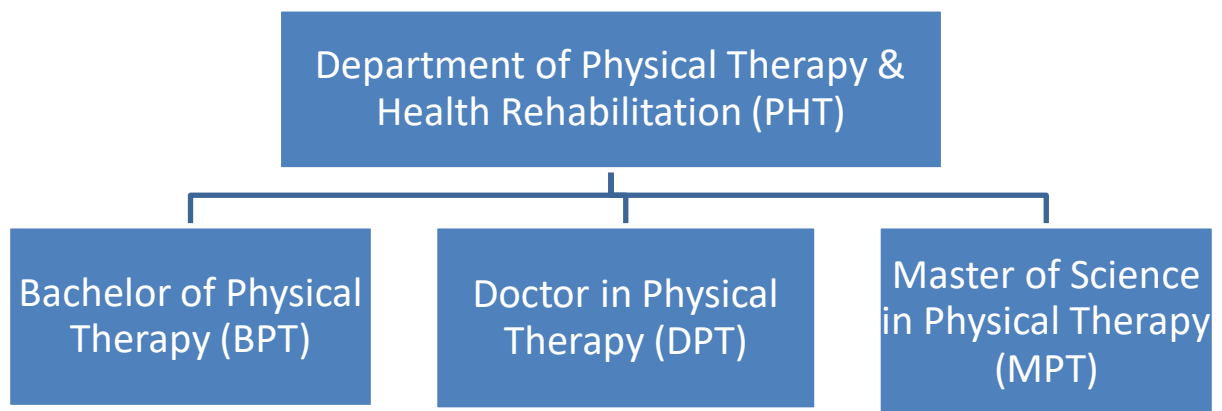 Department of Physical Therapy &
Health Rehabilitation (PHT)
Bachelor of Physical
Therapy (BPT)
Doctor in Physical
Therapy (DPT)
Master of Science
in Physical Therapy
(MPT)